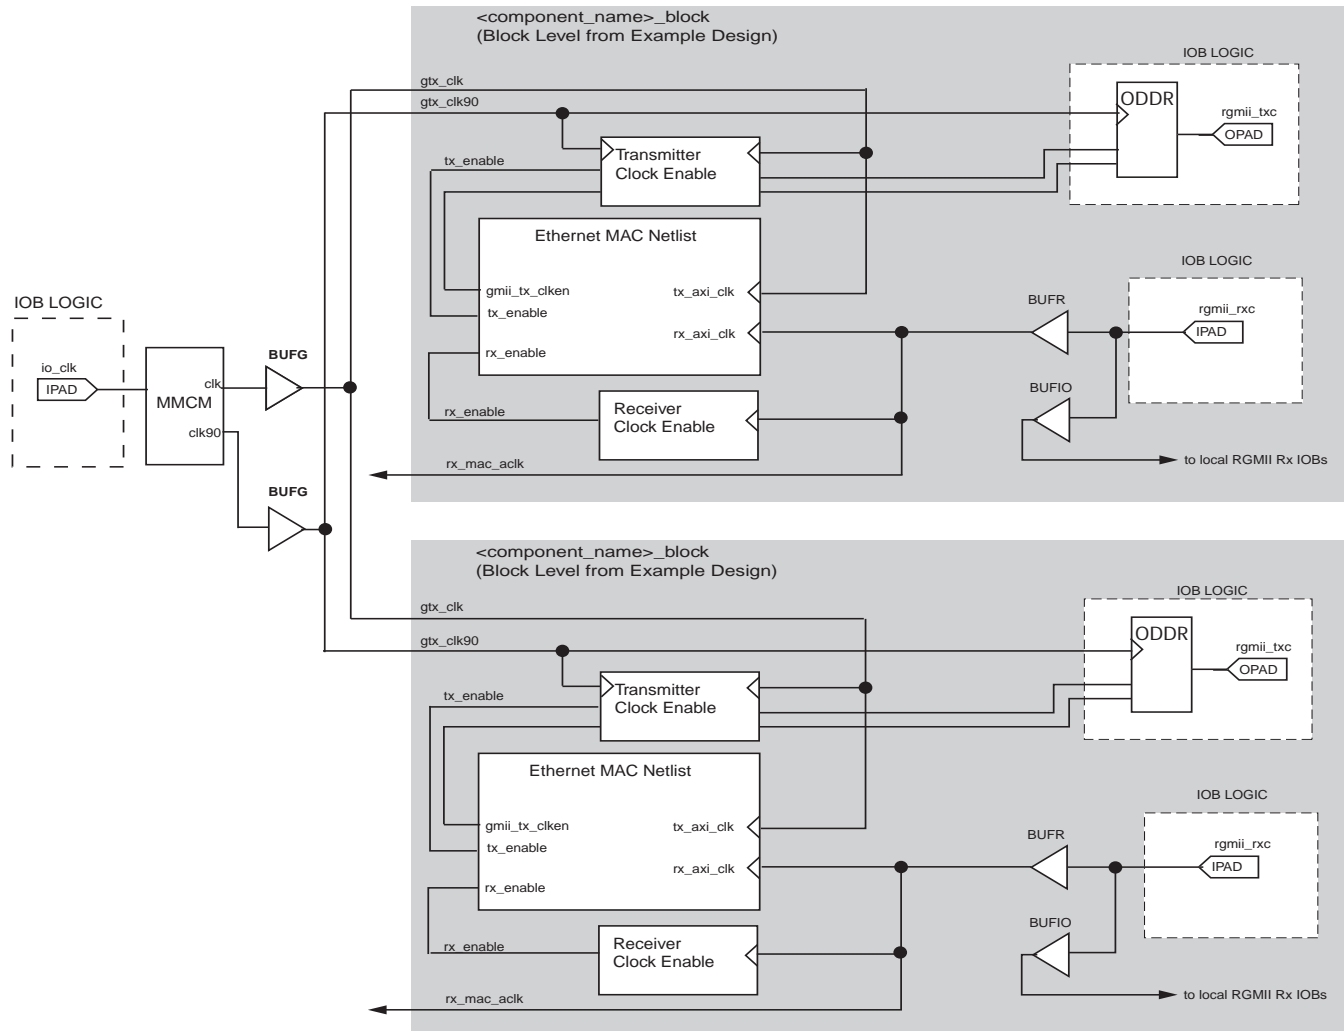 <component_name>_block
(Block Level from Example Design)
IOB LOGIC
gtx_clk
gtx_clk90
ODDR
rgmii_txc
OPAD
Transmitter
Clock Enable
tx_enable
Ethernet MAC Netlist
gmii_tx_clken
tx_axi_clk
tx_enable
rx_axi_clk
rx_enable
IOB LOGIC
rgmii_rxc
IPAD
BUFR
BUFIO
to local RGMII Rx IOBs
Receiver
Clock Enable
rx_enable
rx_mac_aclk
IOB LOGIC
io_clk
IPAD
MMCM
clk
clk90
BUFG
BUFG
<component_name>_block
(Block Level from Example Design)
IOB LOGIC
gtx_clk
gtx_clk90
ODDR
rgmii_txc
OPAD
Transmitter
Clock Enable
tx_enable
Ethernet MAC Netlist
gmii_tx_clken
tx_axi_clk
tx_enable
rx_axi_clk
rx_enable
IOB LOGIC
rgmii_rxc
IPAD
BUFR
BUFIO
to local RGMII Rx IOBs
Receiver
Clock Enable
rx_enable
rx_mac_aclk